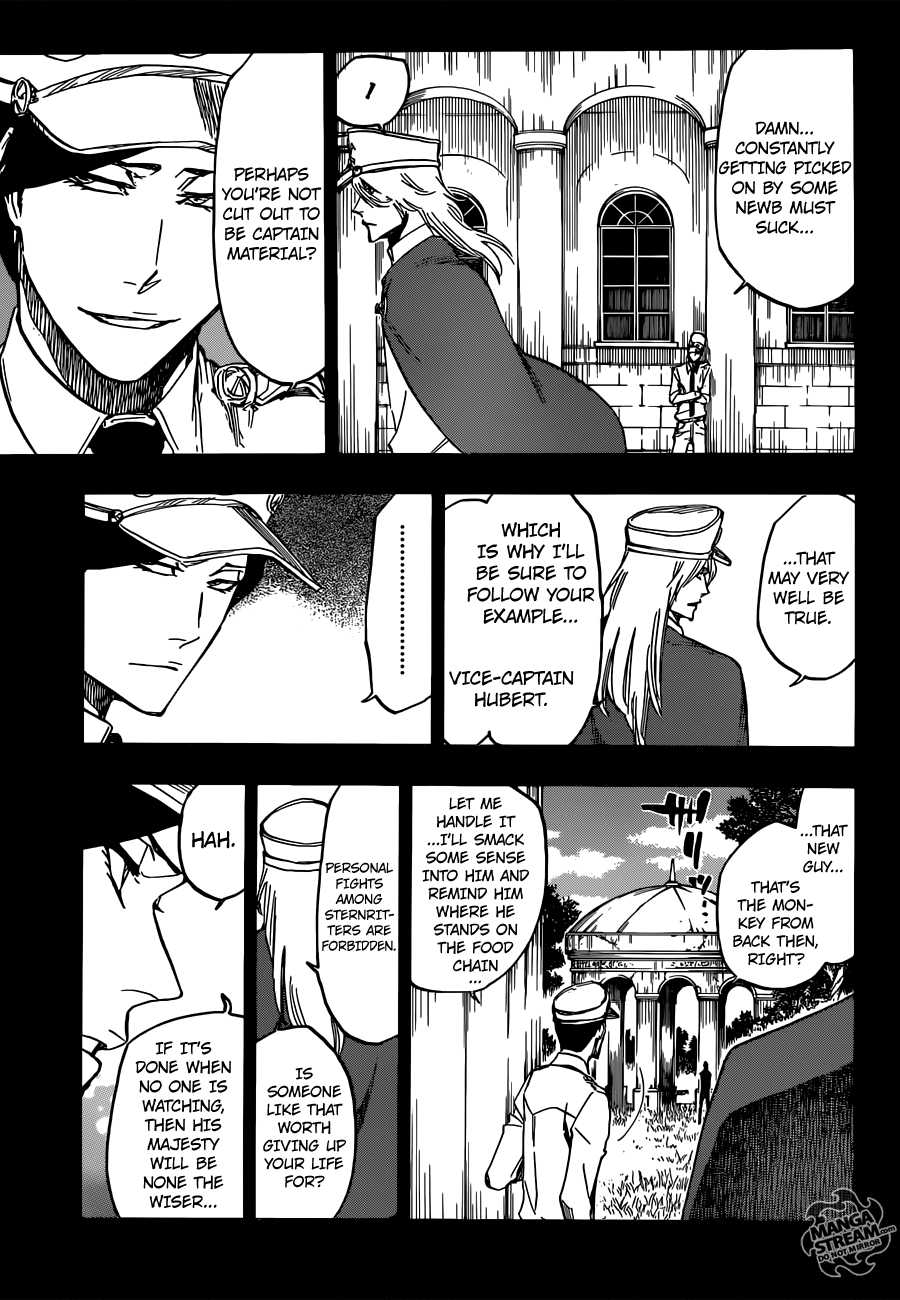 DAMN...
CONSTANTLY
GETTING PICKED
ON BY SOME
NEWB MUST
SUCK...
PERHAPS
YOU'RE NOT
CUT OUT TO
BE CAPTAIN
MATERIAL?
...THAT
MAY VERY
WELL BE
TRUE.
WHICH
IS WHY I'LL
BE SURE TO
FOLLOW YOUR
EXAMPLE...
VICE-CAPTAIN
HUBERT.
..........
...THAT
NEW
GUY...
THAT'S
THE MON-
KEY FROM
BACK THEN,
RIGHT?
LET ME
HANDLE IT
...I'LL SMACK
SOME SENSE
INTO HIM AND
REMIND HIM
WHERE HE
STANDS ON
THE FOOD
CHAIN
...
PERSONAL
FIGHTS
AMONG
STERNRIT-
TERS ARE
FORBIDDEN.
IS
SOMEONE
LIKE THAT
WORTH
GIVING UP
YOUR LIFE
FOR?
HAH.
IF IT'S
DONE WHEN
NO ONE IS
WATCHING,
THEN HIS
MAJESTY
WILL BE
NONE THE
WISER...
MANGA
STREAM.com
DO NOT MIRROR